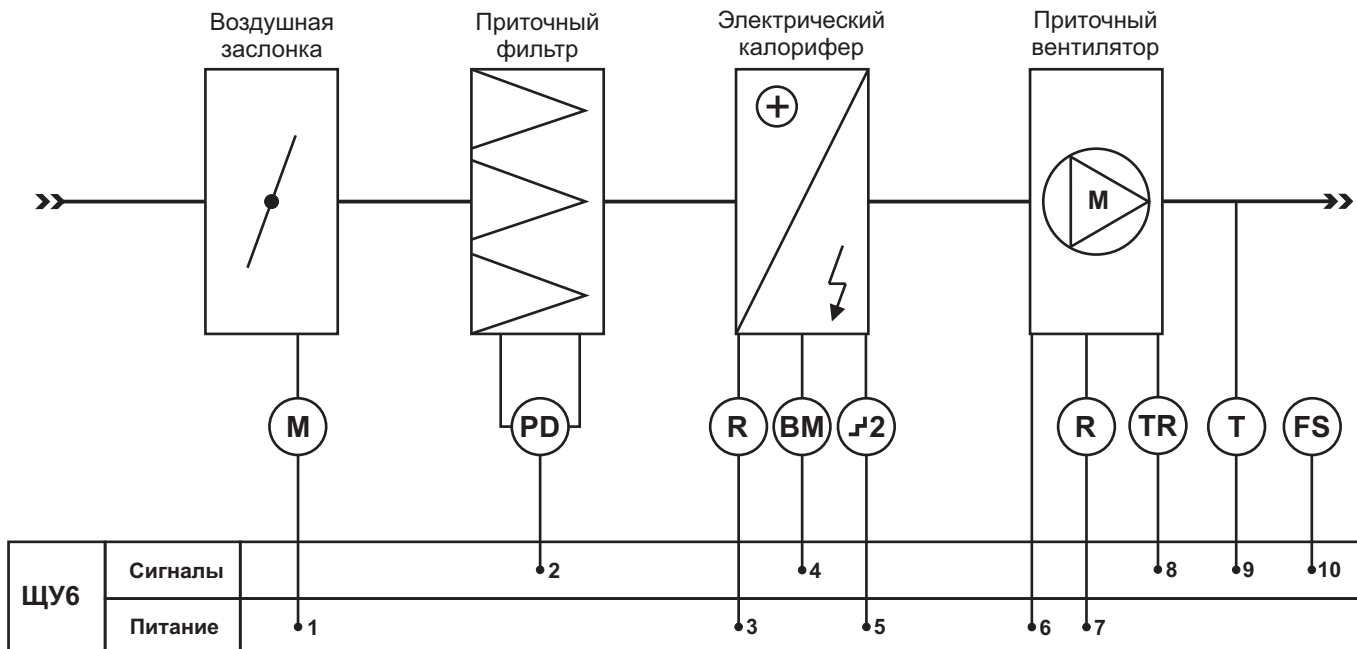 Воздушная
заслонка
Приточный
фильтр
Электрический
калорифер
Приточный
вентилятор
M
M
PD
R
BM
2
R
TR
T
FS
ЩУ6
Сигналы
2
4
8
9
10
Питание
1
3
5
6
7